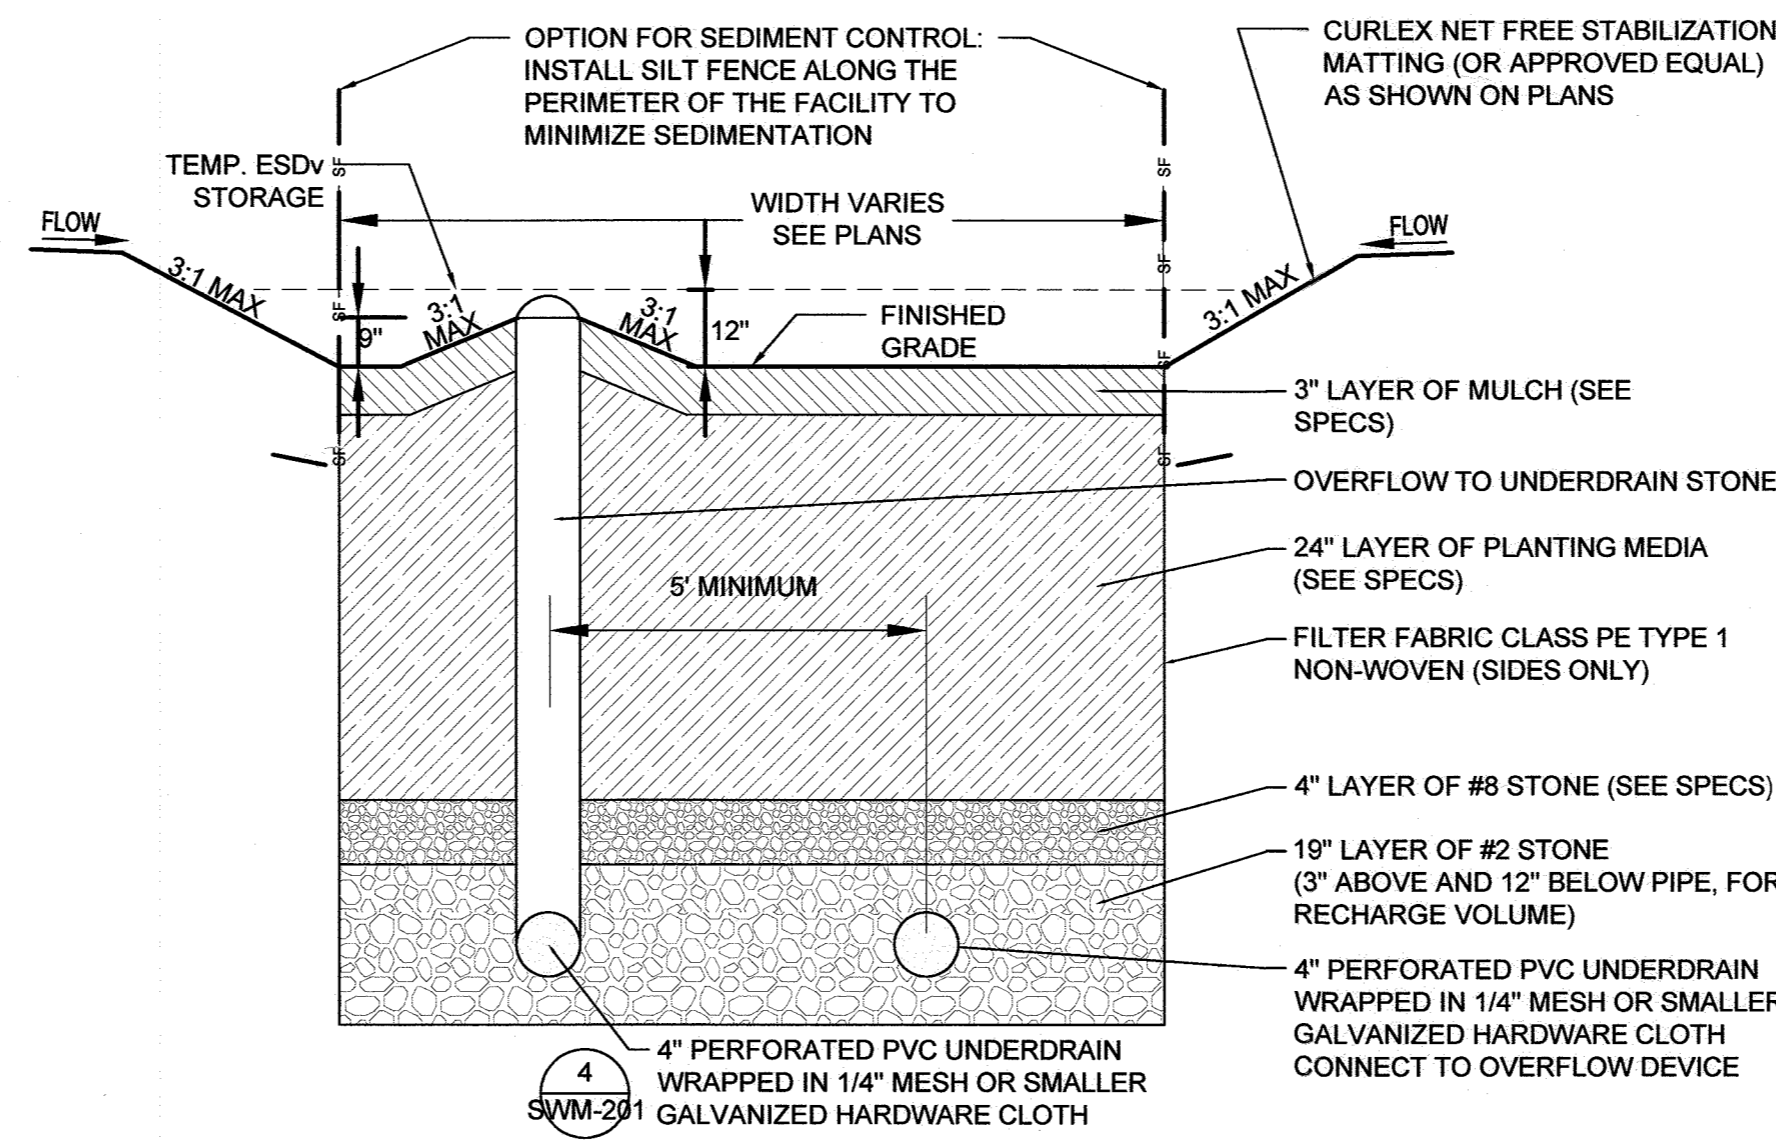 OPTION FOR SEDIMENT CONTROL:
INSTALL SILT FENCE ALONG THE
PERIMETER OF THE FACILITY TO
MINIMIZE SEDIMENTATION
CURLEX NET FREE STABILIZATION
MATTING (OR APPROVED EQUAL)
AS SHOWN ON PLANS
TEMP. ESDv
STORAGE
SF
SF
WIDTH VARIES
SEE PLANS
FLOW
FLOW
3:1 MAX
SF
3:1 MAX
SF
9"
3:1
MAX
3:1
MAX
12"
FINISHED
GRADE
SF
3" LAYER OF MULCH (SEE
SPECS)
SF
SF
OVERFLOW TO UNDERDRAIN STONE
24" LAYER OF PLANTING MEDIA
(SEE SPECS)
5' MINIMUM
FILTER FABRIC CLASS PE TYPE 1
NON-WOVEN (SIDES ONLY)
4" LAYER OF #8 STONE (SEE SPECS)
19" LAYER OF #2 STONE
(3" ABOVE AND 12" BELOW PIPE, FOR
RECHARGE VOLUME)
4" PERFORATED PVC UNDERDRAIN
WRAPPED IN 1/4" MESH OR SMALLER
GALVANIZED HARDWARE CLOTH
CONNECT TO OVERFLOW DEVICE
4
SWM-201
4" PERFORATED PVC UNDERDRAIN
WRAPPED IN 1/4" MESH OR SMALLER
GALVANIZED HARDWARE CLOTH